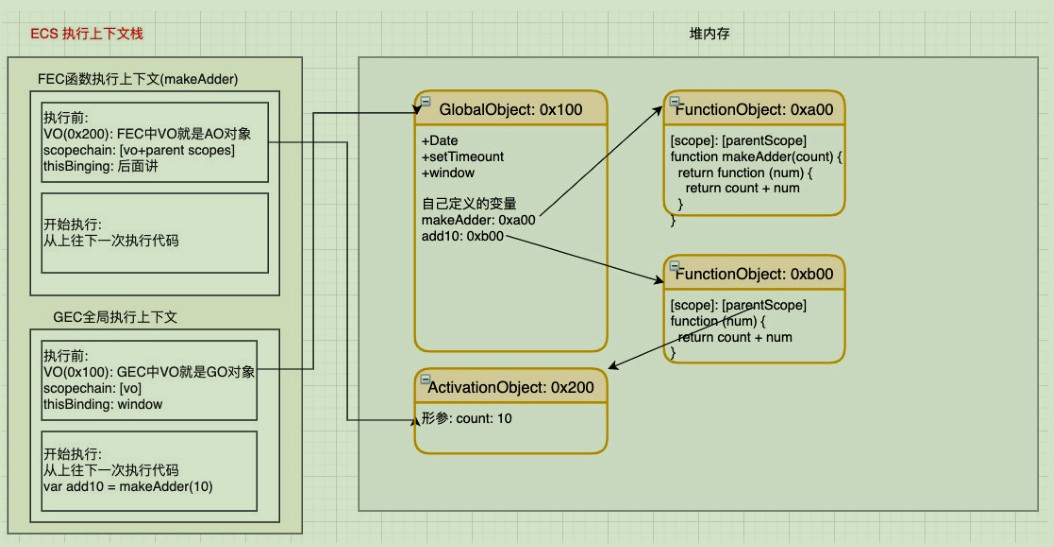 ECS 执行上下文栈
FEC函数执行上下文(makeAdder)
执行前:
VO(0x200): FEC中VO就是AO对象
scopechain: [vo+parent scopes]
thisBinging: 后面讲
开始执行:
从上往下一次执行代码
GEC全局执行上下文
执行前:
VO(0x100): GEC中VO就是GO对象
scopechain: [vo]
thisBinding: window
开始执行:
从上往下一次执行代码
var add10 = makeAdder(10)
堆内存
GlobalObject: 0x100
+Date
+setTimeount
+window
自己定义的变量
makeAdder: 0xa00
add10: 0xb00
ActivationObject: 0x200
形参: count: 10
FunctionObject: 0xa00
[scope]: [parentScope]
function makeAdder(count) {
return function (num) {
return count + num
}
}
FunctionObject: 0xb00
[scope]: [parentScope]
function (num) {
return count + num
}